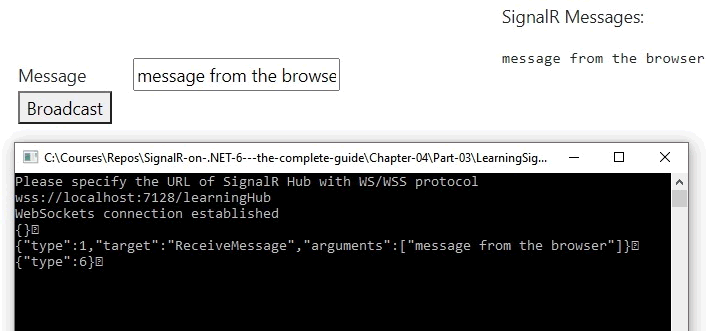 SignalR Messages:
message from the browser
Message
message from the browse
Broadcast
C:\Courses\Repos\SignalR-on-.NET-6---the-complete-guide\Chapter-04\Part-03\LearningSig...
Please specify the URL of SignalR Hub with WS/WSS protocol
wss://localhost:7128/learningHub
WebSockets connection established
{}
{"type":1,"target":"ReceiveMessage","arguments":["message from the browser"]}
{"type":6}